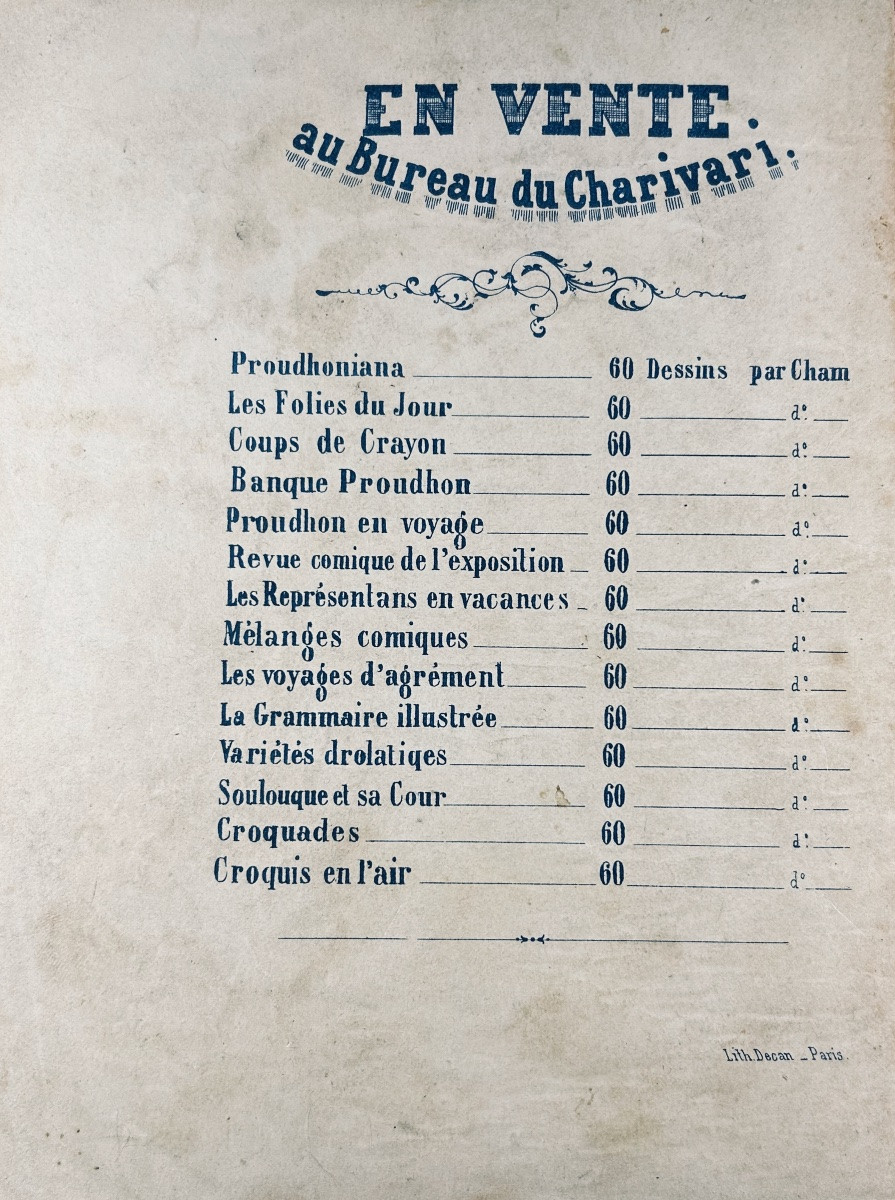 EN VENTE.
au Bureau du Charivari.
Proudhoniana 60 Dessins par Cham
Les Folies du Jour 60 d°.
Coups de Crayon 60 d°.
Banque Proudhon 60 d°.
Proudhon en voyage 60 d°.
Revue comique de l'exposition 60 d°.
Les Représentans en vacances 60 d°.
Mélanges comiques 60 d°.
Les voyages d'agrément 60 d°.
La Grammaire illustrée 60 d°.
Variétés drolatiqes 60 d°.
Soulouque et sa Cour 60 d°.
Croquades 60 d°.
Croquis en l'air 60 d°
Lith. Decan - Paris.